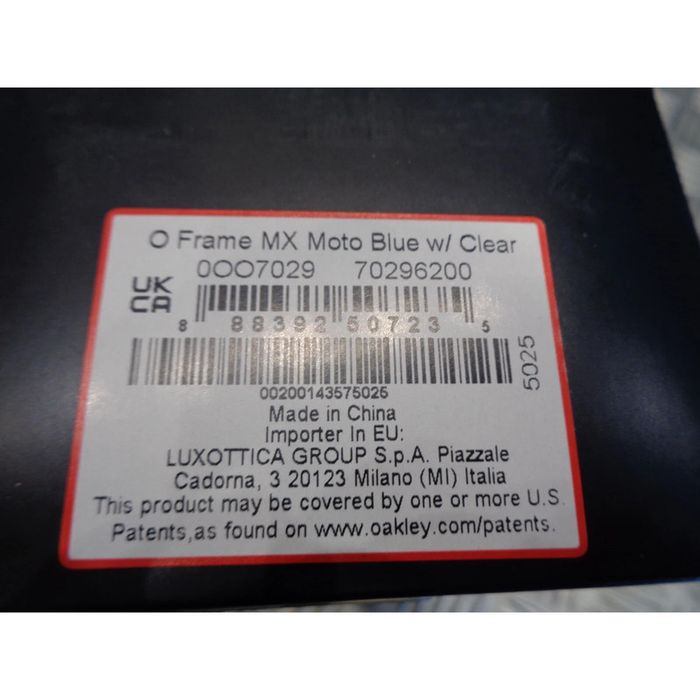 O Frame MX Moto Blue w/ Clear
0OO7029 70296200
UK
CA
8 88392 50723 5
5025
00200143575025
Made in China
Importer In EU:
LUXOTTICA GROUP S.p.A. Piazzale
Cadorna, 3 20123 Milano (MI) Italia
This product may be covered by one or more U.S.
Patents,as found on www.oakley.com/patents.